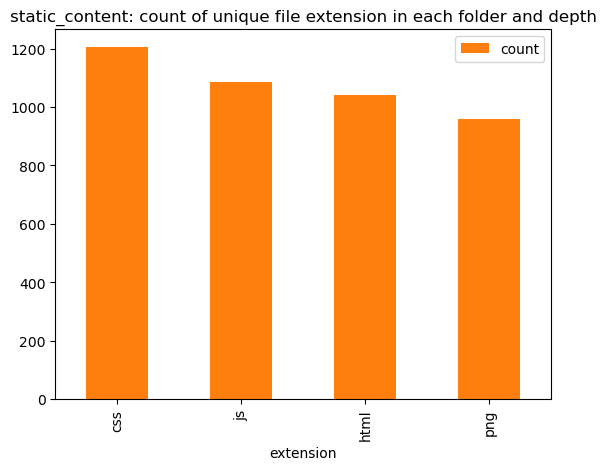 static_content: count of unique file extension in each folder and depth
count
1200
1000
800
600
400
200
0
css
js
html
png
extension